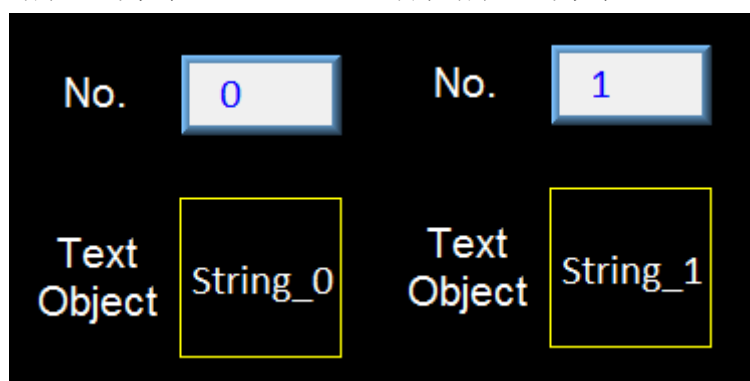 No. 0
No. 1
Text
Object
String_0
Text
Object
String_1